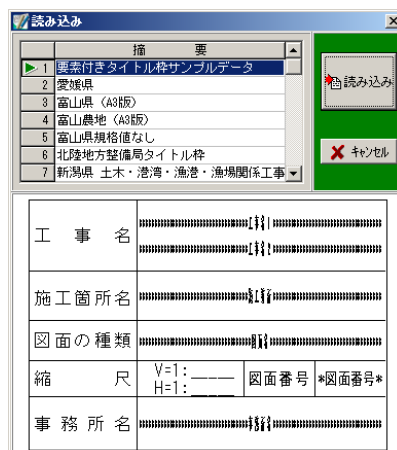 読み込み
摘 要
1 要素付きタイトル枠サンプルデータ
2 愛媛県
3 富山県（A3版）
4 富山農地（A3版）
5 富山県規格値なし
6 北陸地方整備局タイトル枠
7 新潟県 土木・港湾・漁港・漁場関係工事
読み込み
キャンセル
工 事 名
施工箇所名
図面の種類
縮 尺 V=1:_____ 図面番号 *図面番号*
H=1:_____
事務所名